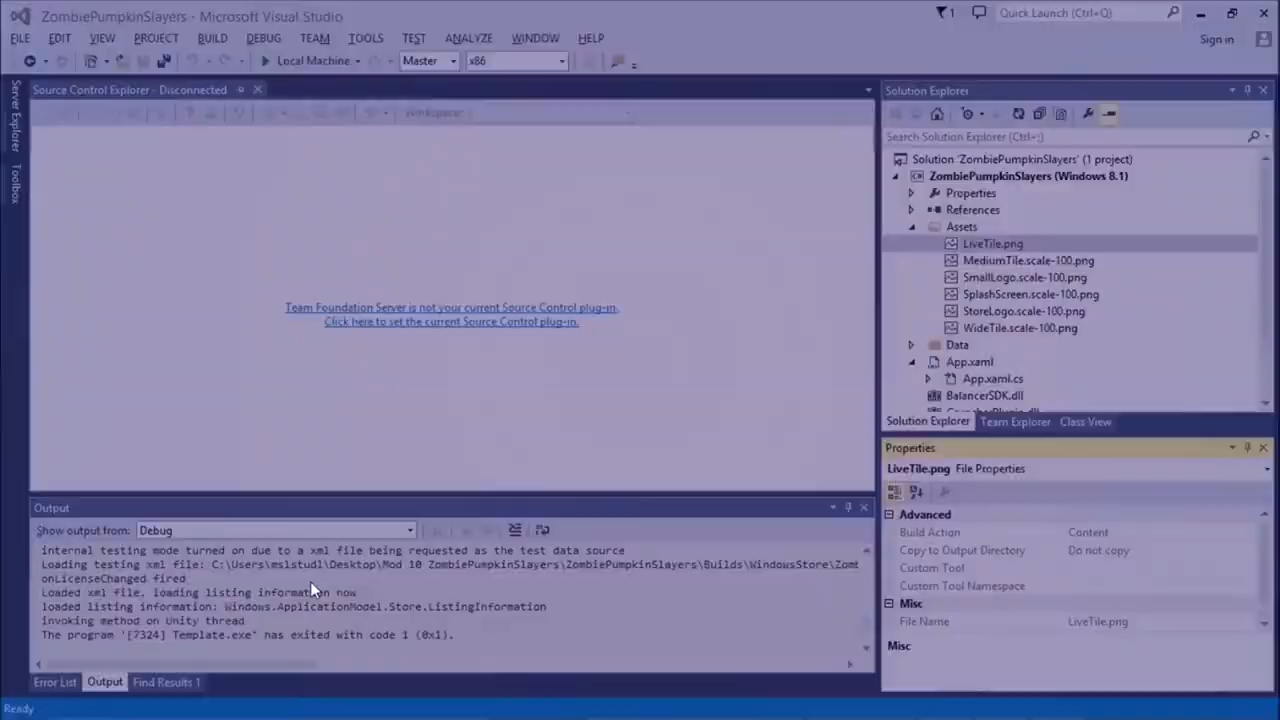 ZombiePumpkinSlayers - Microsoft Visual Studio
1
Quick Launch (Ctrl+Q)
FILE EDIT VIEW PROJECT BUILD DEBUG TEAM TOOLS TEST ANALYZE WINDOW HELP
Sign in
Local Machine Master x86
Server Explorer
Toolbox
Source Control Explorer - Disconnected
Workspace:
Team Foundation Server is not your current Source Control plug-in.
Click here to set the current Source Control plug-in.
Output
Show output from: Debug
internal testing mode turned on due to a xml file being requested as the test data source
Loading testing xml file: C:\Users\mslstud1\Desktop\Mod 10 ZombiePumpkinSlayers\ZombiePumpkinSlayers\Builds\WindowsStore\Zomb
onLicenseChanged fired
Loaded xml file, loading listing information now
loaded listing information: Windows.ApplicationModel.Store.ListingInformation
invoking method on Unity thread
The program '[7324] Template.exe' has exited with code 1 (0x1).
Error List Output Find Results 1
Solution Explorer
Search Solution Explorer (Ctrl+;)
Solution 'ZombiePumpkinSlayers' (1 project)
ZombiePumpkinSlayers (Windows 8.1)
Properties
References
Assets
LiveTile.png
MediumTile.scale-100.png
SmallLogo.scale-100.png
SplashScreen.scale-100.png
StoreLogo.scale-100.png
WideTile.scale-100.png
Data
App.xaml
App.xaml.cs
BalancerSDK.dll
Solution Explorer Team Explorer Class View
Properties
LiveTile.png File Properties
Advanced
Build Action Content
Copy to Output Directory Do not copy
Custom Tool
Custom Tool Namespace
Misc
File Name LiveTile.png
Misc
Ready